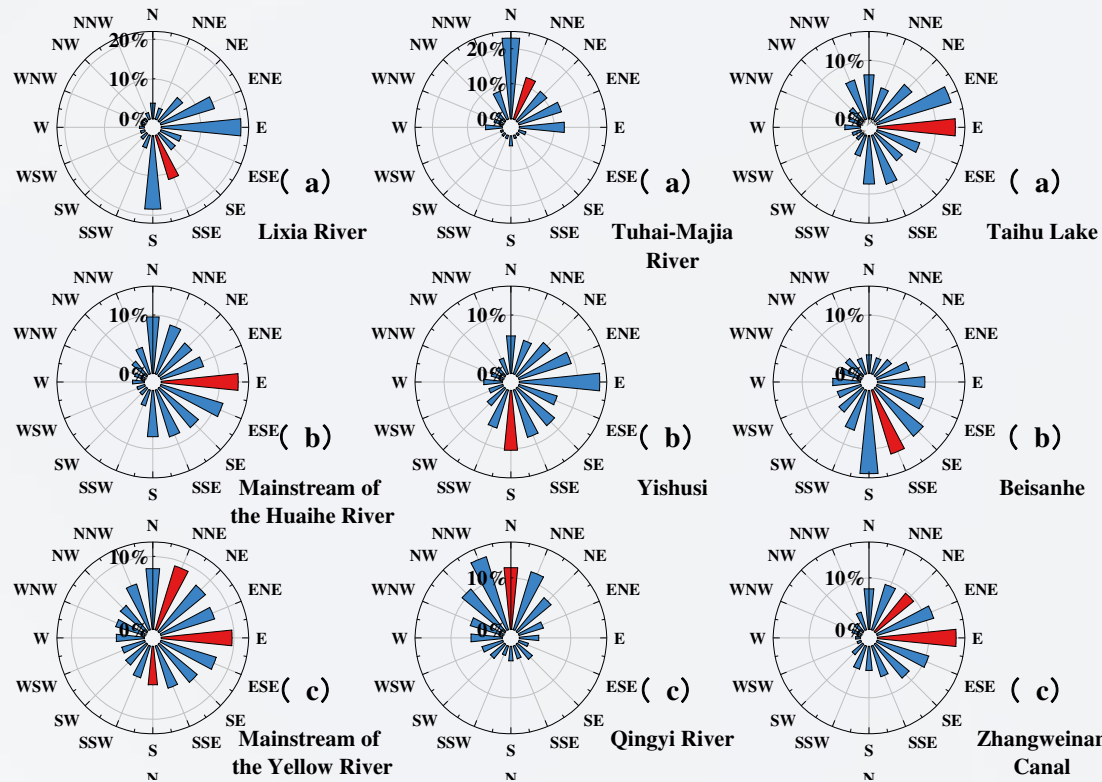 N N N
NNW NNE NNW NNE NNW NNE
NW NE NW NE NW NE
20% 20% 10%
WNW ENE WNW ENE WNW ENE
10% 10%
0% 0% 0%
W E W E W E
WSW ESE WSW ESE WSW ESE
( a) ( a) ( a)
SW SE SW SE SW SE
SSW SSE SSW SSE SSW SSE
S S S
Lixia River Tuhai-Majia Taihu Lake
River
N N N
NNW NNE NNW NNE NNW NNE
NW NE NW NE NW NE
10% 10% 10%
WNW ENE WNW ENE WNW ENE
0% 0% 0%
W E W E W E
WSW ESE WSW ESE WSW ESE
( b) ( b) ( b)
SW SE SW SE SW SE
SSW SSE SSW SSE SSW SSE
S S S
Mainstream of Yishusi Beisanhe
the Huaihe River
N N N
NNW NNE NNW NNE NNW NNE
NW NE NW NE NW NE
10% 10% 10%
WNW ENE WNW ENE WNW ENE
0% 0% 0%
W E W E W E
WSW ESE WSW ESE WSW ESE
( c) ( c) ( c)
SW SE SW SE SW SE
SSW SSE SSW SSE SSW SSE
S S S
Mainstream of Qingyi River Zhangweinan
the Yellow River Canal
N N N